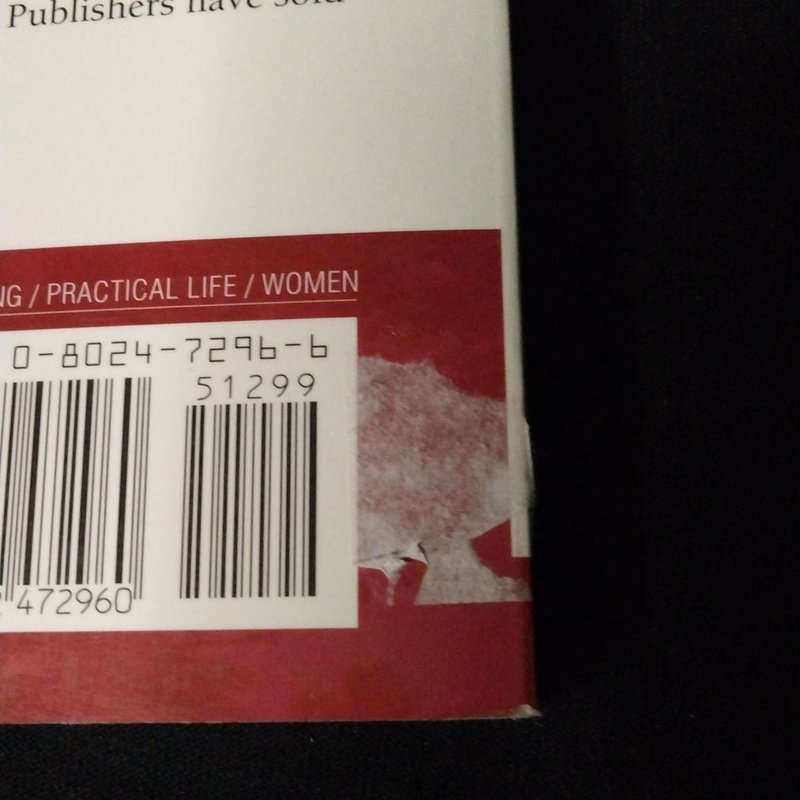 Publishers have sold
NG / PRACTICAL LIFE / WOMEN
0-8024-7296-6
51299
472960